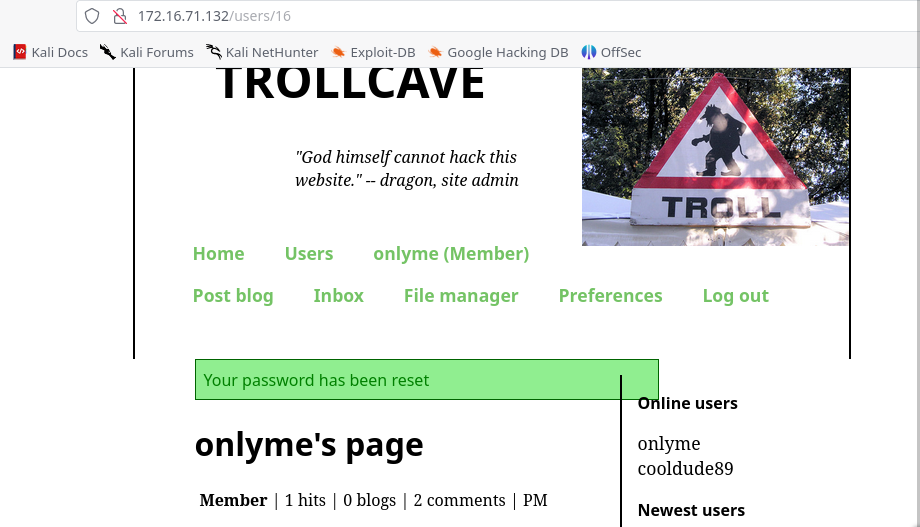 172.16.71.132/users/16
Kali Docs Kali Forums Kali NetHunter Exploit-DB Google Hacking DB OffSec
TROLLCAVE
"God himself cannot hack this
website." -- dragon, site admin
TROLL
Home Users onlyme (Member)
Post blog Inbox File manager Preferences Log out
Your password has been reset
Online users
onlyme
cooldude89
onlyme's page
Member | 1 hits | 0 blogs | 2 comments | PM
Newest users